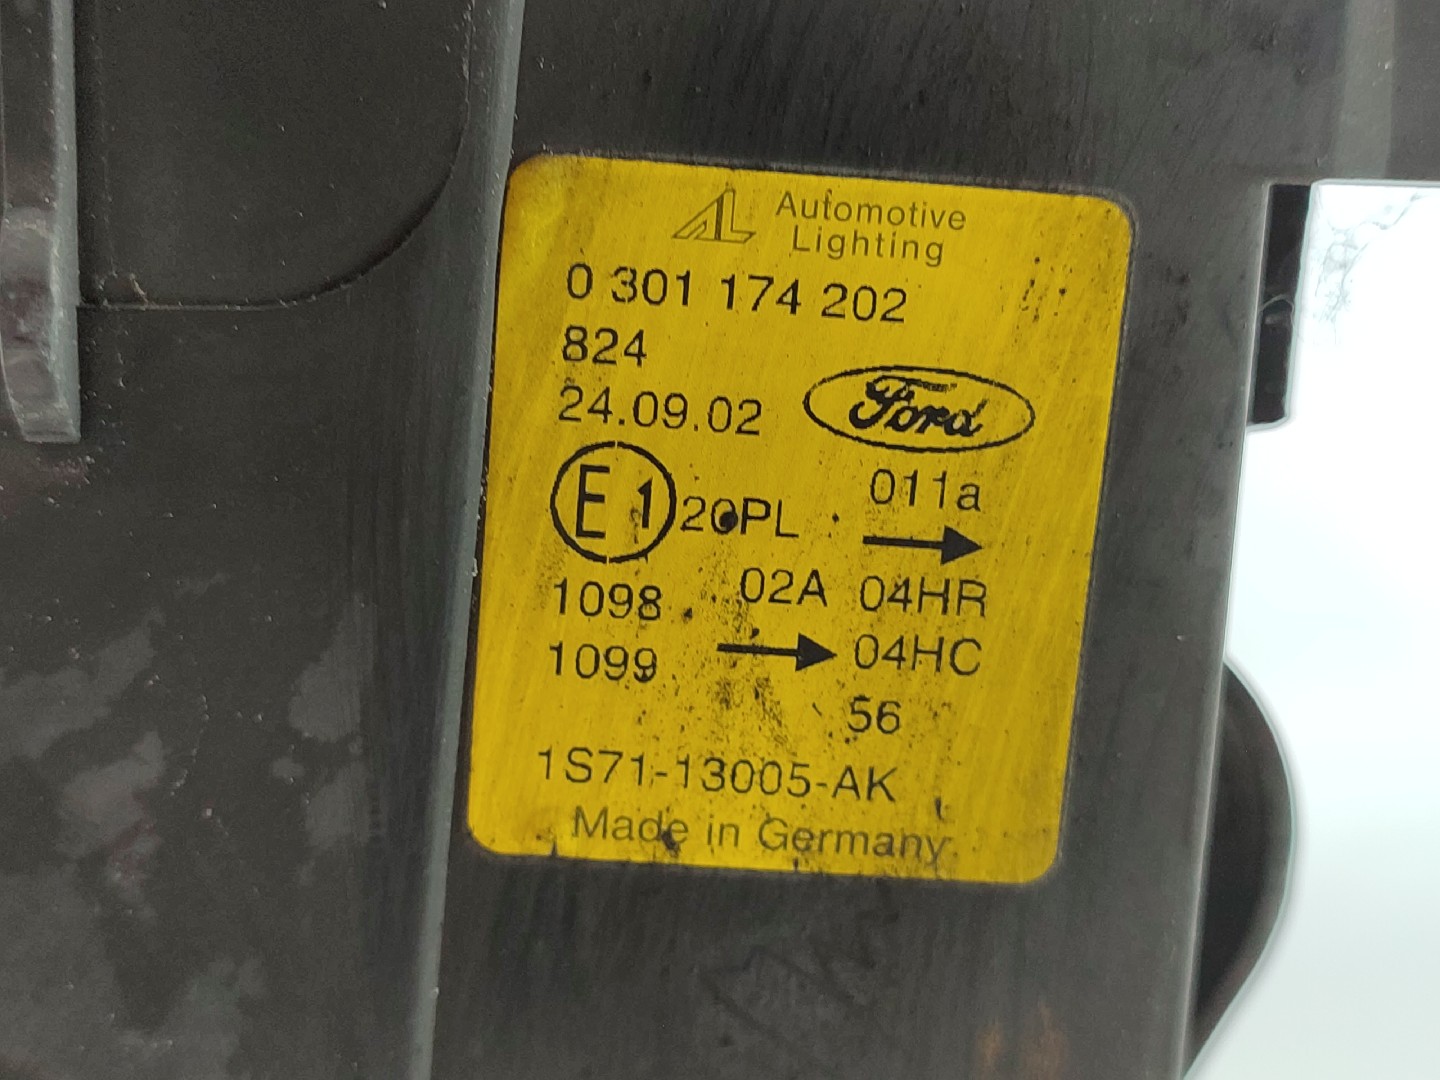 AL Automotive
Lighting
0 301 174 202
824
24.09.02
Ford
E1 20PL 011a
→
1098 02A 04HR
1099 → 04HC
56
1S71-13005-AK
Made in Germany